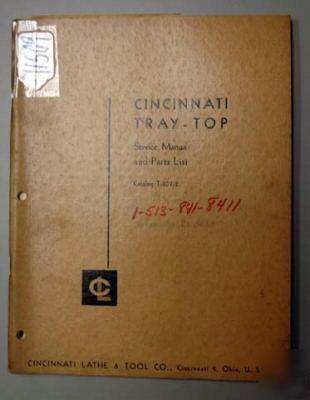 CINCINNATI
TRAY-TOP
Service Manual
and Parts List
1-513-841-8411
CL
CINCINNATI LATHE & TOOL CO., Cincinnati 9, Ohio, U. S